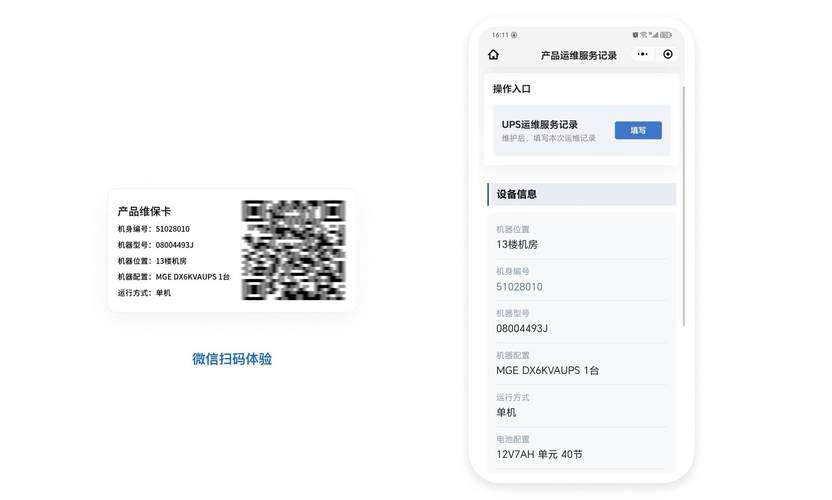 产品维保卡
机身编号：51028010
机器型号：08004493J
机器位置：13楼机房
机器配置：MGE DX6KVAUPS 1台
运行方式：单机
微信扫码体验
16:11
产品运维服务记录
操作入口
UPS运维服务记录
维护后，填写本次运维记录
填写
设备信息
机器位置
13楼机房
机身编号
51028010
机器型号
08004493J
机器配置
MGE DX6KVAUPS 1台
运行方式
单机
电池配置
12V7AH 单元 40节